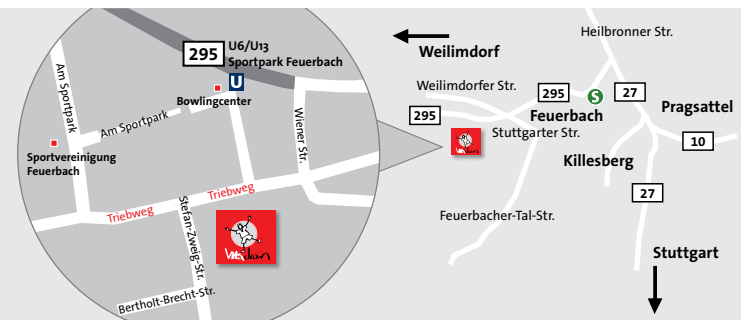 Heilbronner Str.
295
U6/U13
Sportpark Feuerbach
U
Weilimdorf
Am Sportpark
Weilimdorfer Str.
295
S
27
Bowlingcenter
Pragsattel
295
Feuerbach
Am Sportpark
Wiener Str.
Stuttgarter Str.
10
Sportvereinigung
Feuerbach
Killesberg
27
Triebweg
Triebweg
Stefan-Zweig-Str.
Feuerbacher-Tal-Str.
Stuttgart
Bertholt-Brecht-Str.